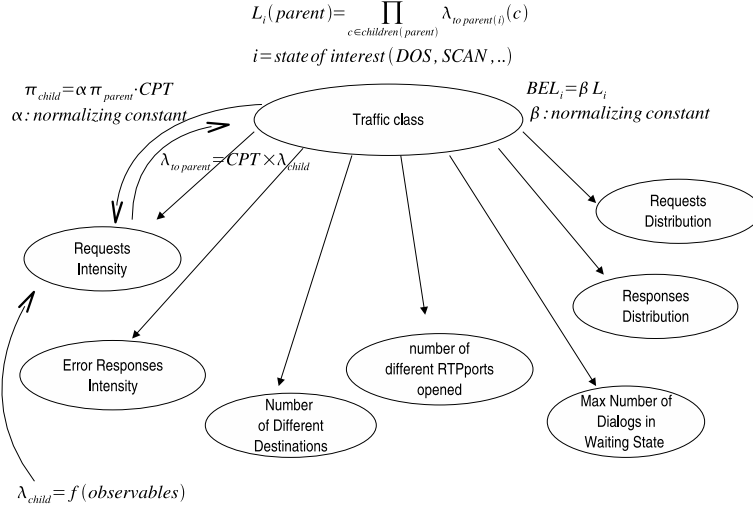 L_i(parent)=∏_{c∈children(parent)} λ_{to parent(i)}(c)
i=state of interest(DOS,SCAN,..)
π_child=α π_parent·CPT
α:normalizing constant
BEL_i=β L_i
β:normalizing constant
Traffic class
λ_{to parent}=CPT×λ_child
Requests
Distribution
Requests
Intensity
Responses
Distribution
Error Responses
Intensity
number of
different RTPports
opened
Number
of Different
Destinations
Max Number of
Dialogs in
Waiting State
λ_child=f(observables)